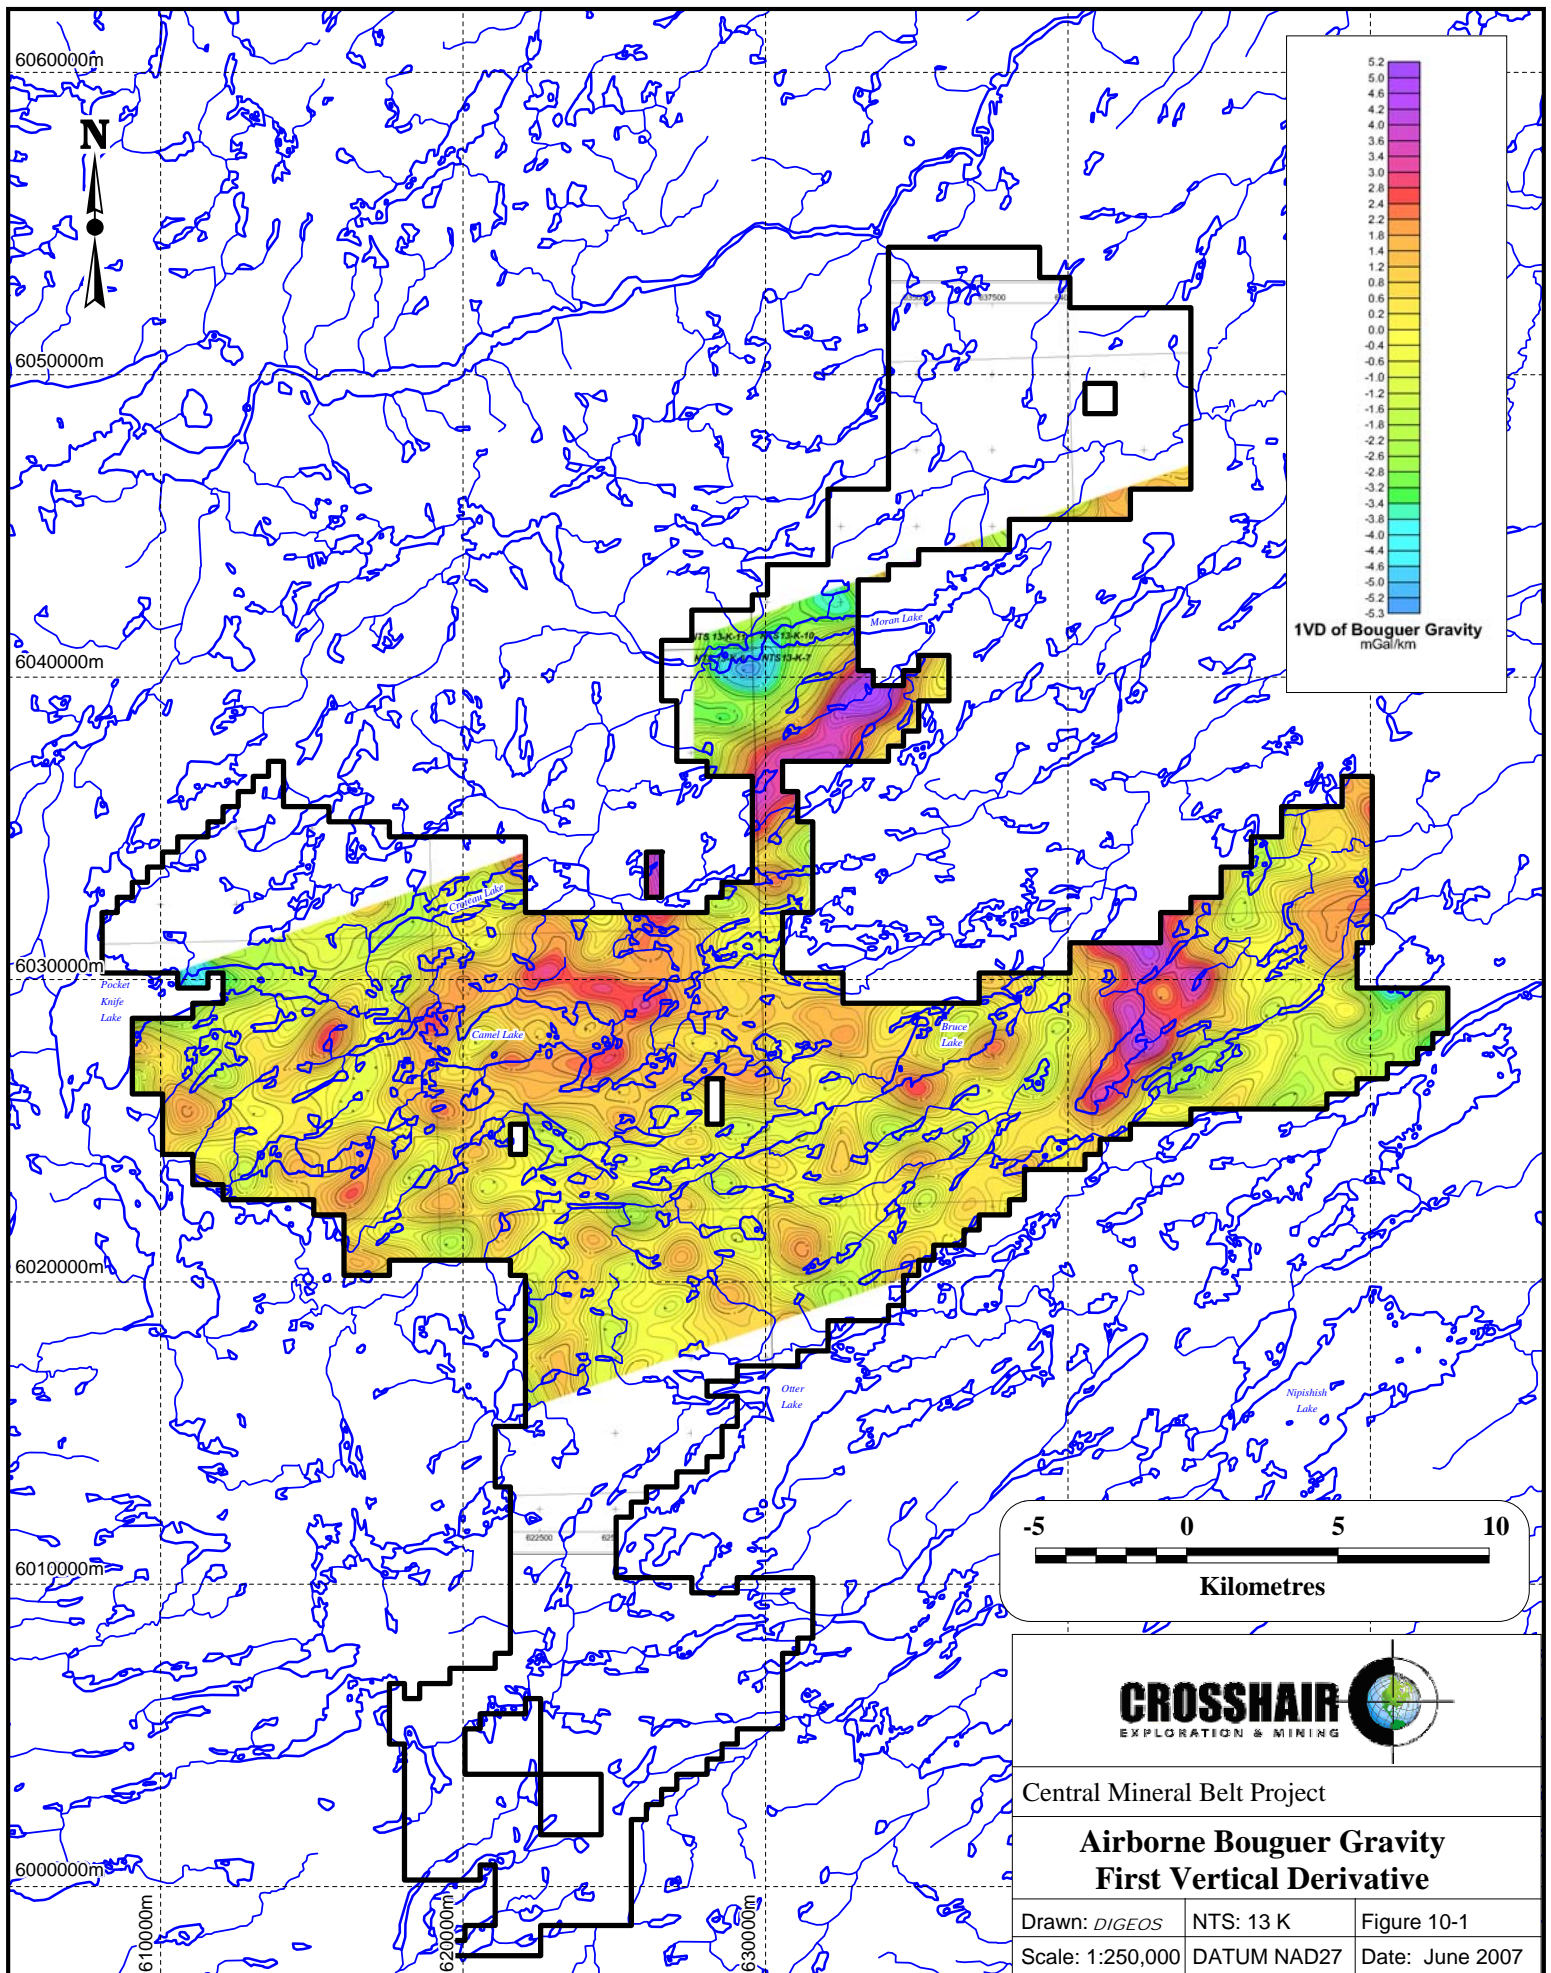 6060000m
N
6050000m
6040000m
6030000m
6020000m
6010000m
6000000m
610000m
620000m
630000m
5.2
5.0
4.6
4.2
4.0
3.6
3.4
3.0
2.8
2.4
2.2
1.8
1.4
1.2
0.8
0.6
0.2
0.0
-0.4
-0.6
-1.0
-1.2
-1.6
-1.8
-2.2
-2.6
-2.8
-3.2
-3.4
-3.8
-4.0
-4.4
-4.6
-5.0
-5.2
-5.3
1VD of Bouguer Gravity
mGal/km
637500
Moran Lake
NTS13-K-7
Croteau Lake
Pocket
Knife
Lake
Camel Lake
Bruce
Lake
Otter
Lake
Nipishish
Lake
622500
-5 0 5 10
Kilometres
CROSSHAIR
EXPLORATION & MINING
Central Mineral Belt Project
Airborne Bouguer Gravity
First Vertical Derivative
Drawn: DIGEOS NTS: 13 K Figure 10-1
Scale: 1:250,000 DATUM NAD27 Date: June 2007